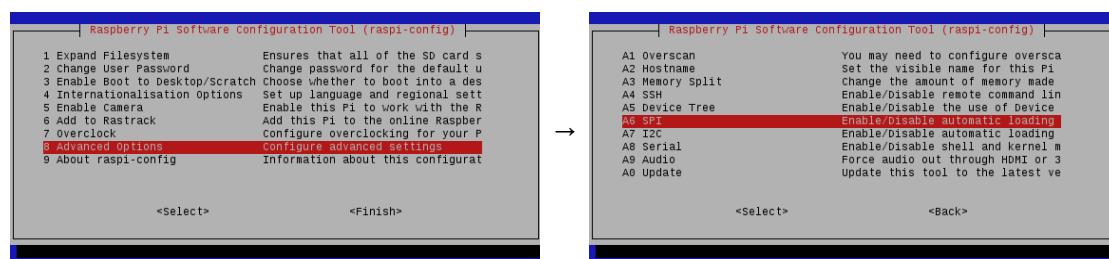 Raspberry Pi Software Configuration Tool (raspi-config)
1 Expand Filesystem Ensures that all of the SD card s
2 Change User Password Change password for the default u
3 Enable Boot to Desktop/Scratch Choose whether to boot into a des
4 Internationalisation Options Set up language and regional sett
5 Enable Camera Enable this Pi to work with the R
6 Add to Rastrack Add this Pi to the online Raspber
7 Overclock Configure overclocking for your P
8 Advanced Options Configure advanced settings
9 About raspi-config Information about this configurat
<Select> <Finish>
→
Raspberry Pi Software Configuration Tool (raspi-config)
A1 Overscan You may need to configure oversca
A2 Hostname Set the visible name for this Pi
A3 Memory Split Change the amount of memory made
A4 SSH Enable/Disable remote command lin
A5 Device Tree Enable/Disable the use of Device
A6 SPI Enable/Disable automatic loading
A7 I2C Enable/Disable automatic loading
A8 Serial Enable/Disable shell and kernel m
A9 Audio Force audio out through HDMI or 3
A0 Update Update this tool to the latest ve
<Select> <Back>